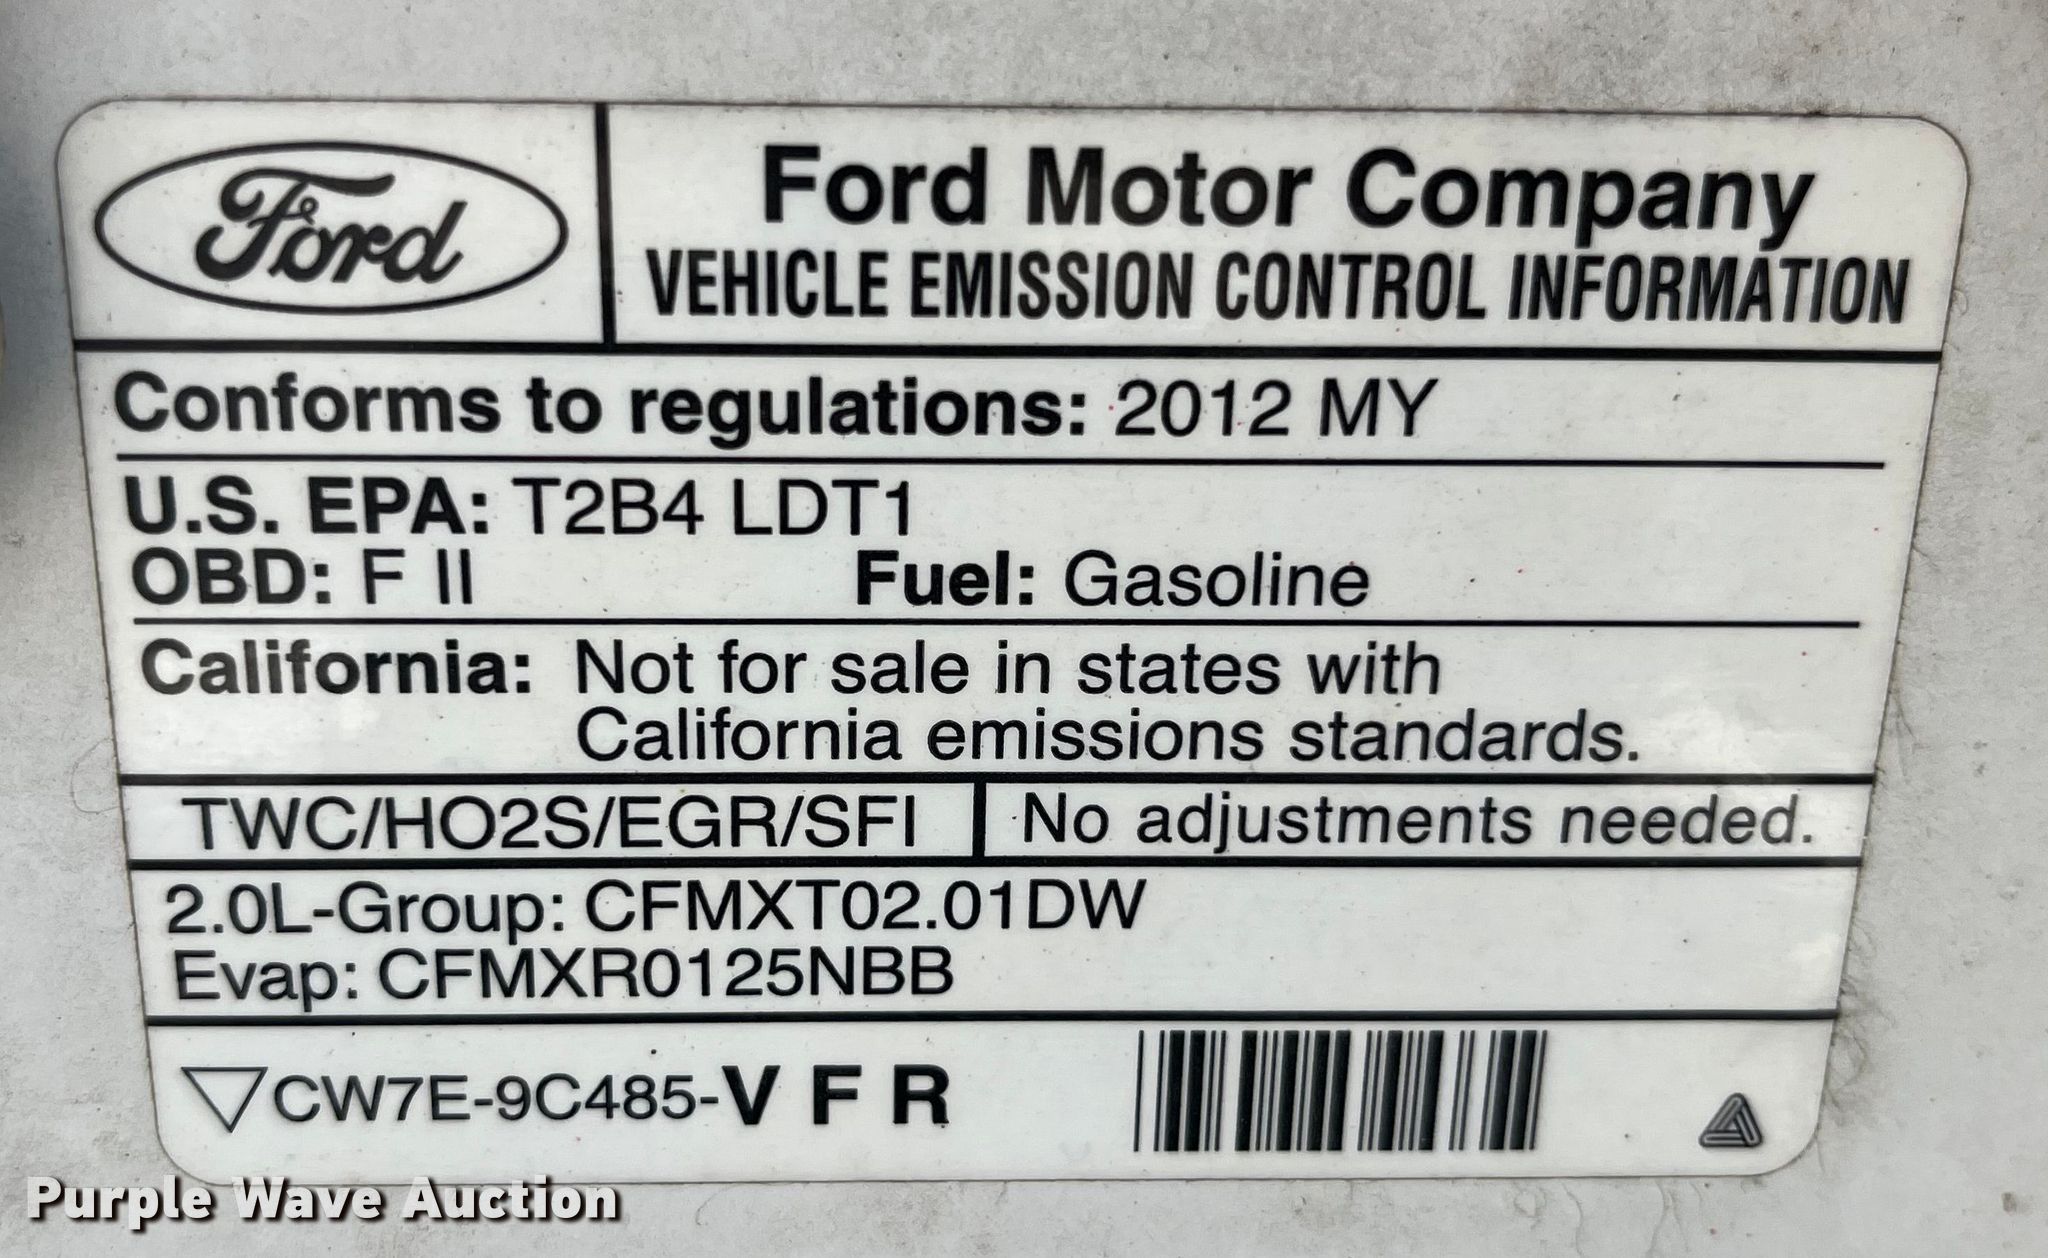 Ford
Ford Motor Company
VEHICLE EMISSION CONTROL INFORMATION
Conforms to regulations: 2012 MY
U.S. EPA: T2B4 LDT1
OBD: F II Fuel: Gasoline
California: Not for sale in states with
California emissions standards.
TWC/HO2S/EGR/SFI No adjustments needed.
2.0L-Group: CFMXT02.01DW
Evap: CFMXR0125NBB
CW7E-9C485-V F R
Purple Wave Auction